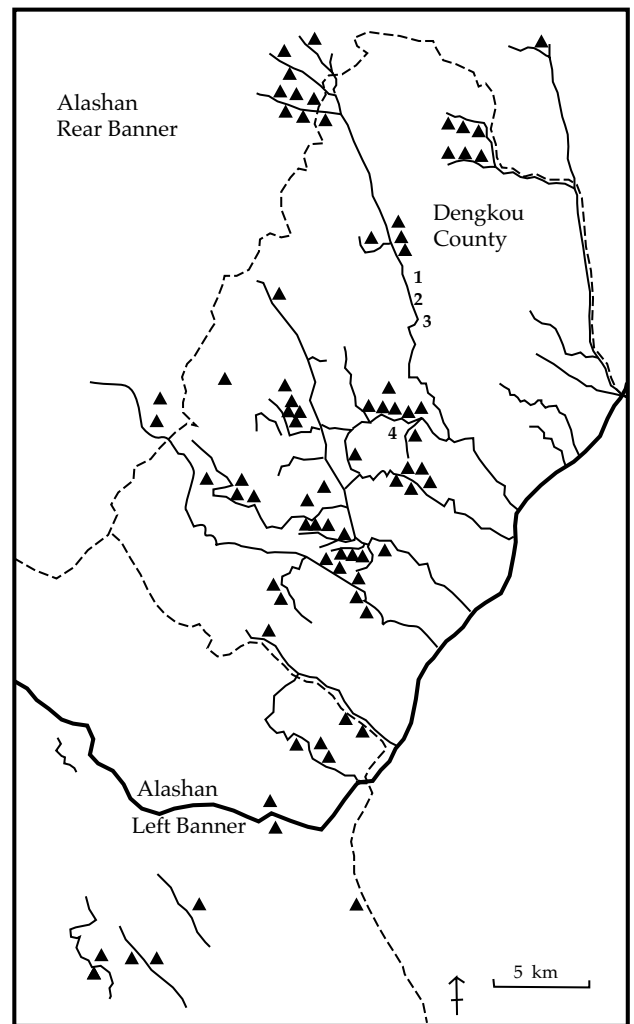 Alashan
Rear Banner
Dengkou
County
1
2
3
4
Alashan
Left Banner
5 km